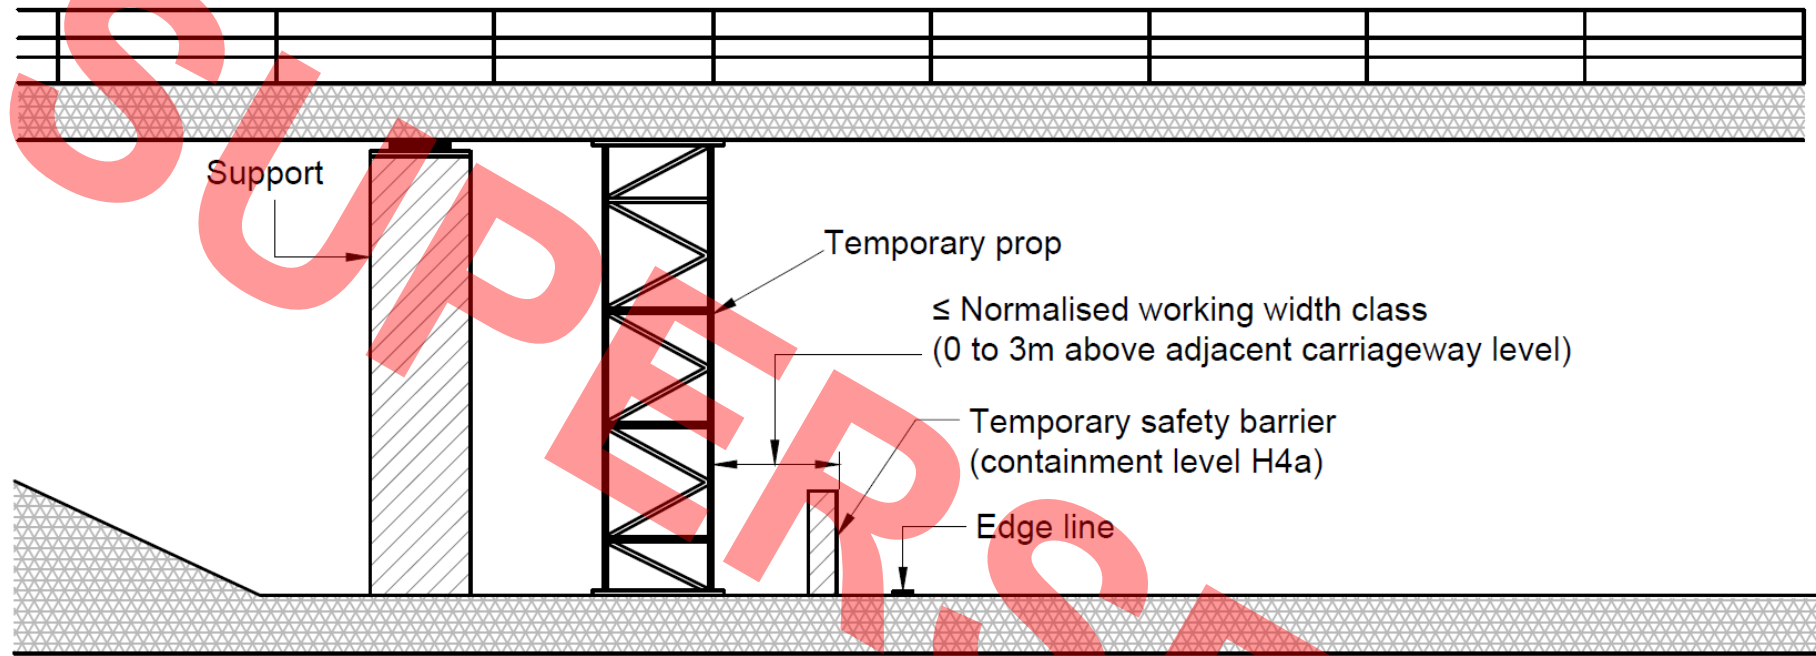 Support
Temporary prop
≤ Normalised working width class
(0 to 3m above adjacent carriageway level)
Temporary safety barrier
(containment level H4a)
Edge line
SUPERSE